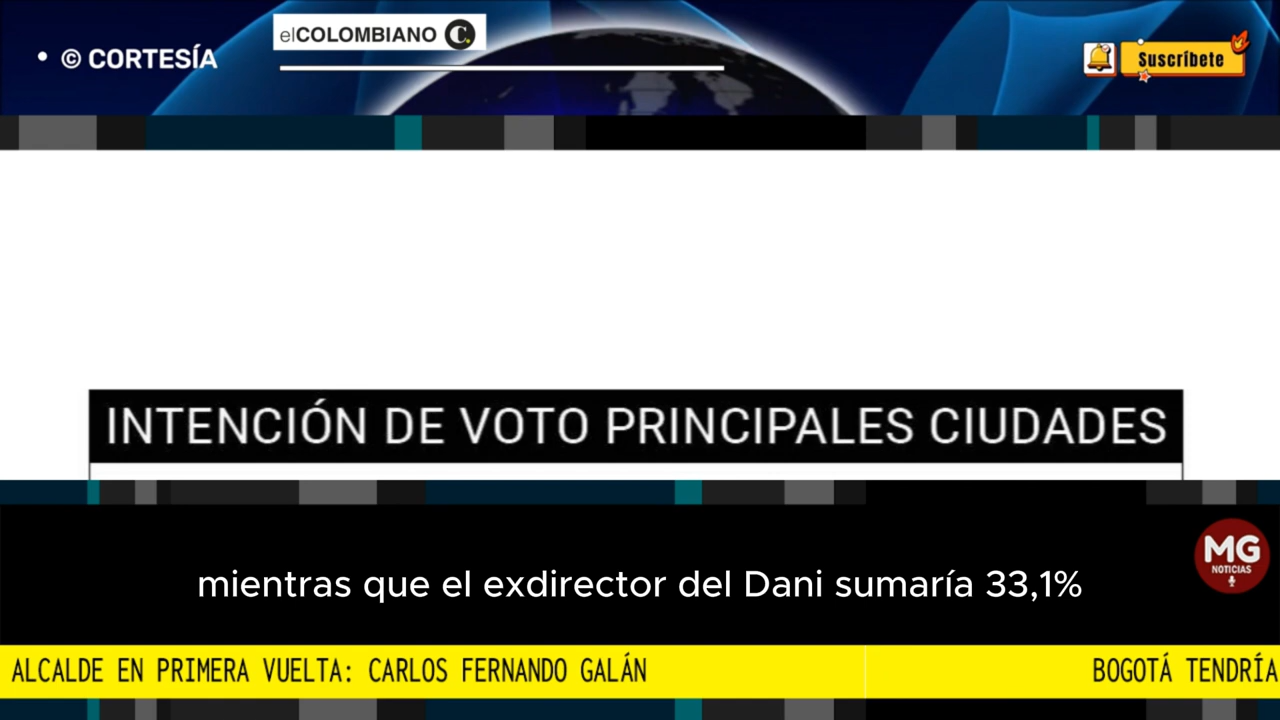 elCOLOMBIANO C.
© CORTESÍA
Suscríbete
INTENCIÓN DE VOTO PRINCIPALES CIUDADES
MG
NOTICIAS
mientras que el exdirector del Dani sumaría 33,1%
ALCALDE EN PRIMERA VUELTA: CARLOS FERNANDO GALÁN
BOGOTÁ TENDRÍA